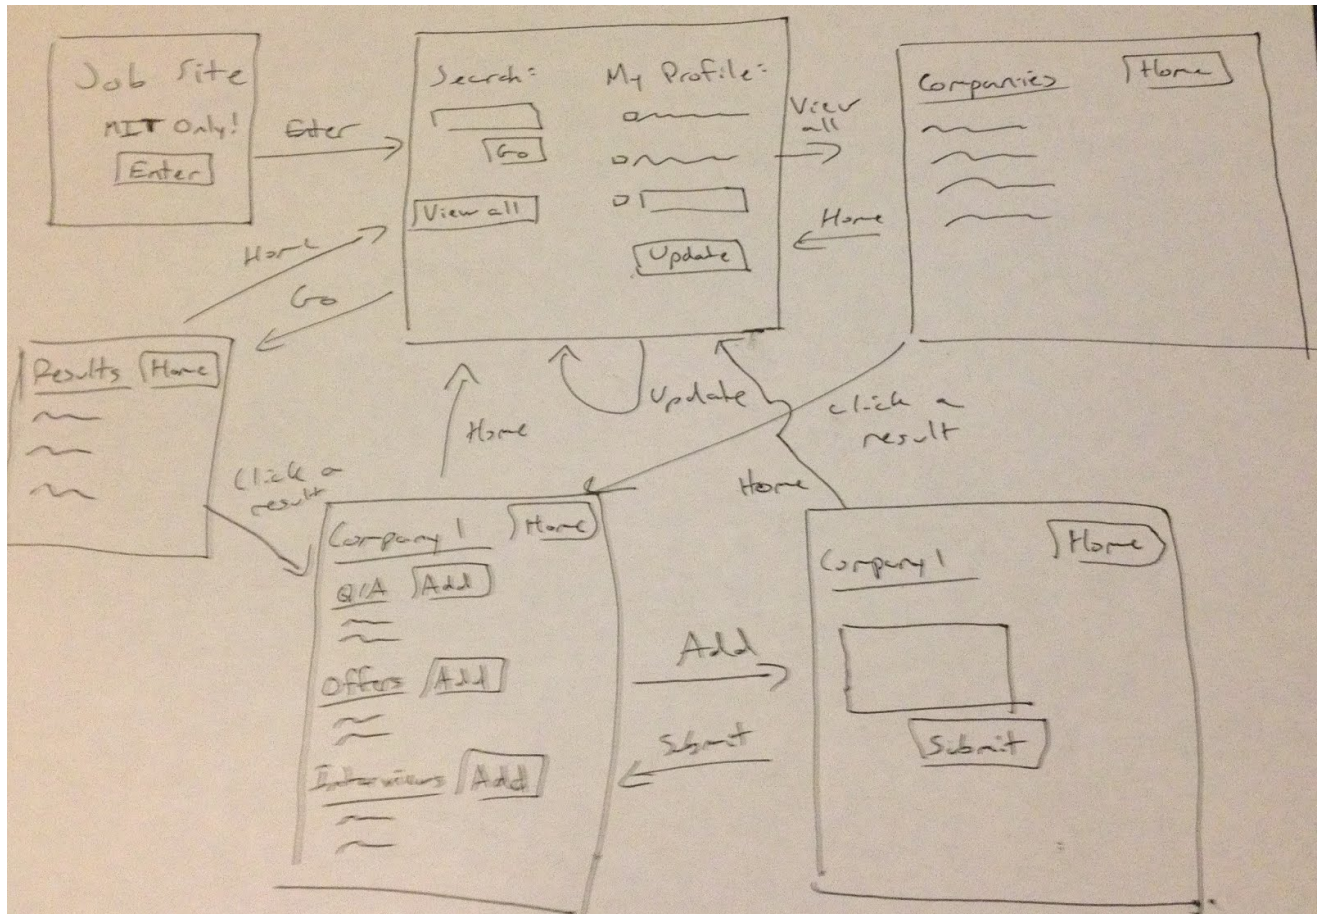 Job Site
MIT Only!
Enter
Enter
Search:
Go
View all
My Profile:
Update
View
all
Home
Companies
Home
Home
Go
Results
Home
Click a
result
Home
Update
Home
Click a
result
Company 1
Home
Q/A
Add
Offers
Add
Interviews
Add
Add
Submit
Company 1
Home
Submit